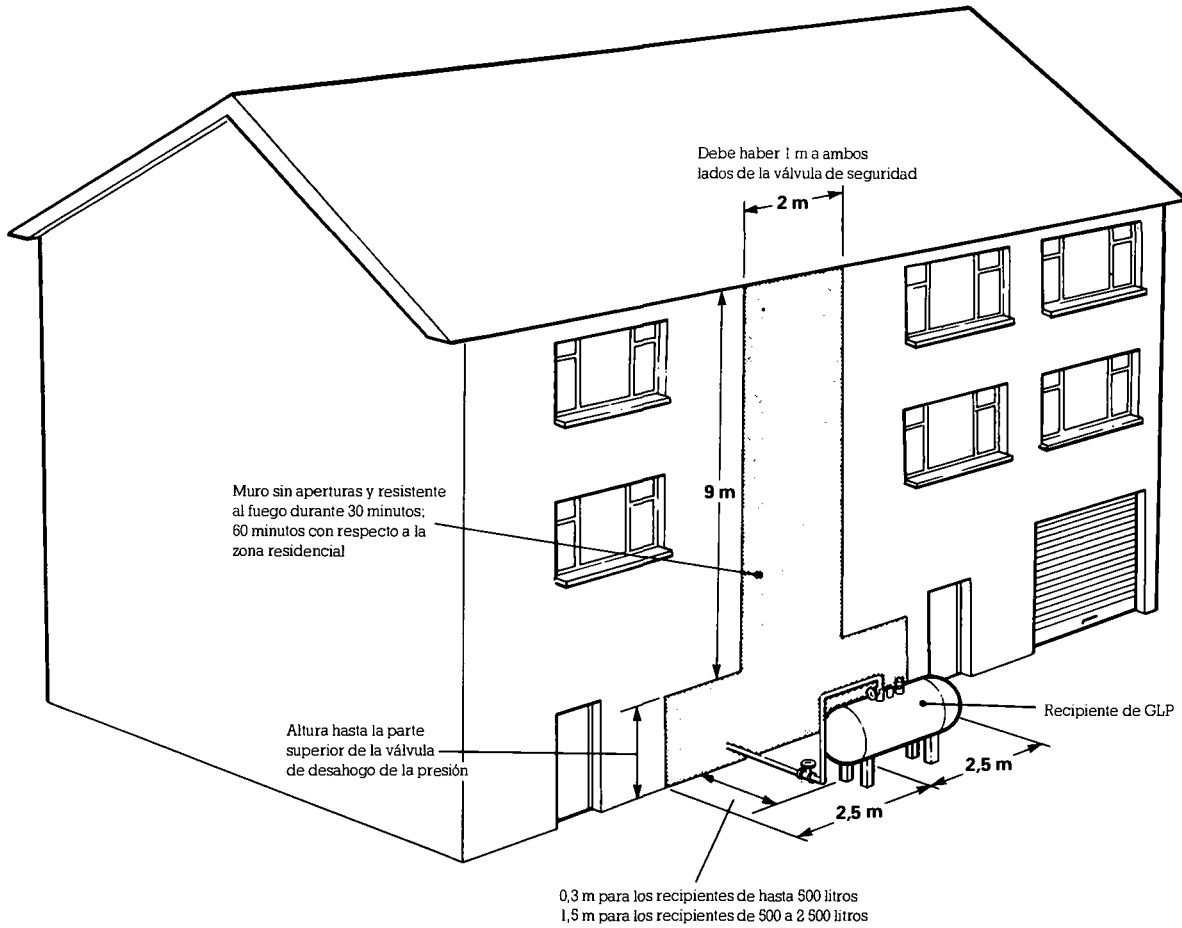 Debe haber 1 m a ambos
lados de la válvula de seguridad
2 m
Muro sin aperturas y resistente
al fuego durante 30 minutos;
60 minutos con respecto a la
zona residencial
9 m
Altura hasta la parte
superior de la válvula
de desahogo de la presión
Recipiente de GLP
2,5 m
2,5 m
0,3 m para los recipientes de hasta 500 litros
1,5 m para los recipientes de 500 a 2 500 litros